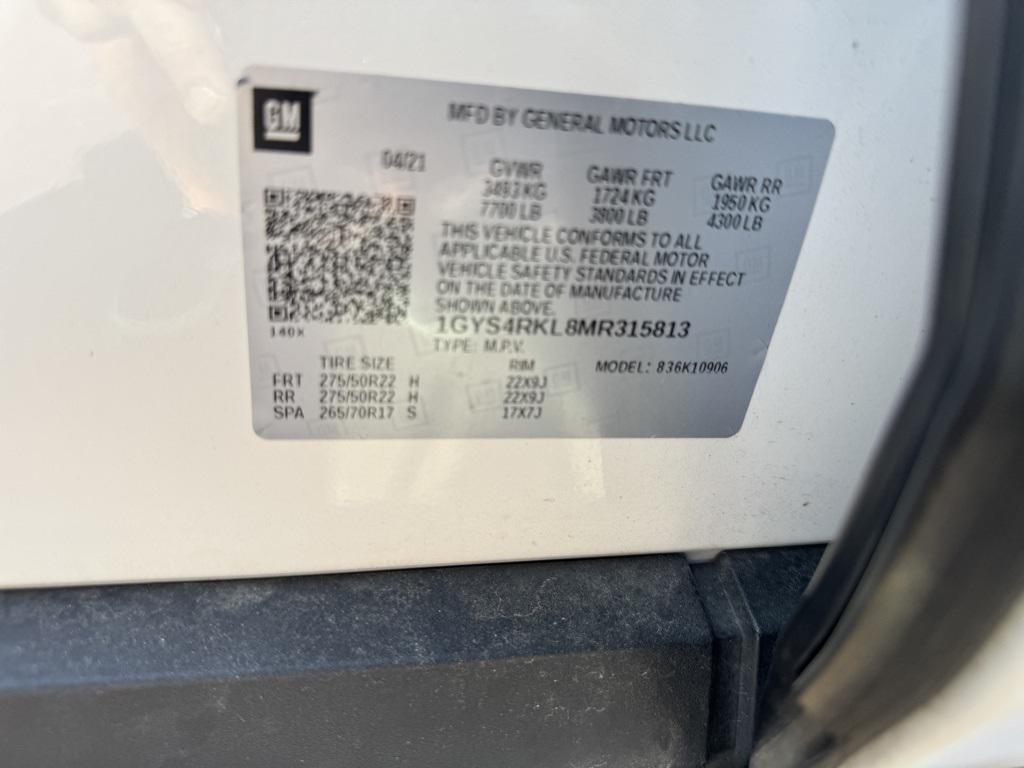 GM
MFD BY GENERAL MOTORS LLC
04/21 GVWR GAWR FRT GAWR RR
3493 KG 1724 KG 1950 KG
7700 LB 3800 LB 4300 LB
THIS VEHICLE CONFORMS TO ALL
APPLICABLE U.S. FEDERAL MOTOR
VEHICLE SAFETY STANDARDS IN EFFECT
ON THE DATE OF MANUFACTURE
SHOWN ABOVE.
140X
1GYS4RKL8MR315813
TYPE: M.P.V.
TIRE SIZE RIM MODEL: 836K10906
FRT 275/50R22 H 22X9J
RR 275/50R22 H 22X9J
SPA 265/70R17 S 17X7J